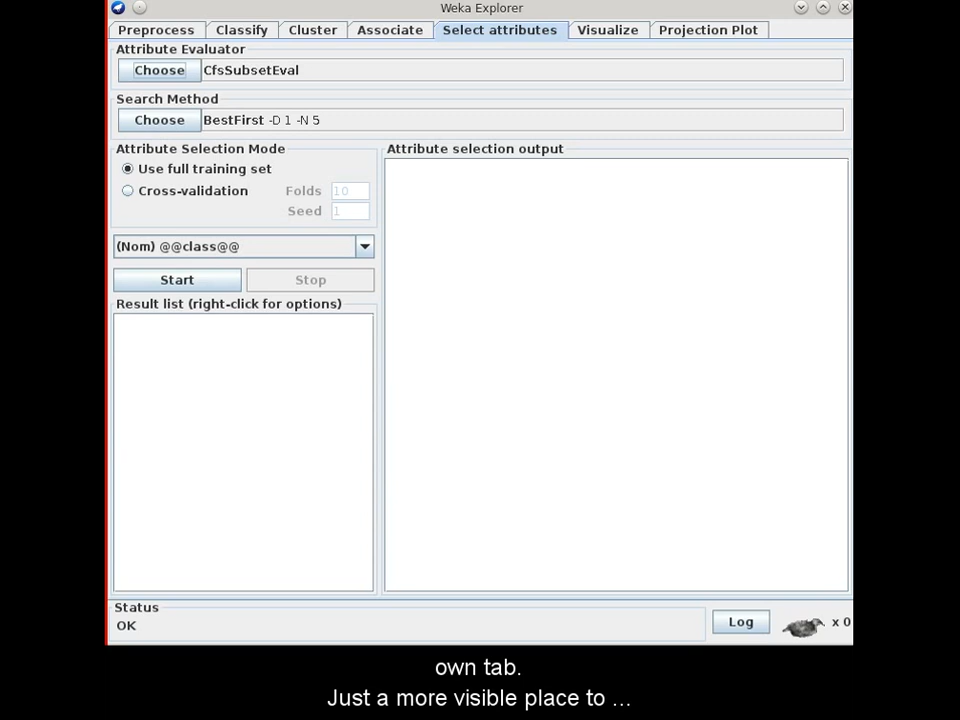 Weka Explorer
Preprocess Classify Cluster Associate Select attributes Visualize Projection Plot
Attribute Evaluator
Choose CfsSubsetEval
Search Method
Choose BestFirst -D 1 -N 5
Attribute Selection Mode
Use full training set
Cross-validation Folds 10
Seed 1
(Nom) @@class@@
Start Stop
Result list (right-click for options)
Attribute selection output
Status
OK
Log x 0
own tab.
Just a more visible place to ...